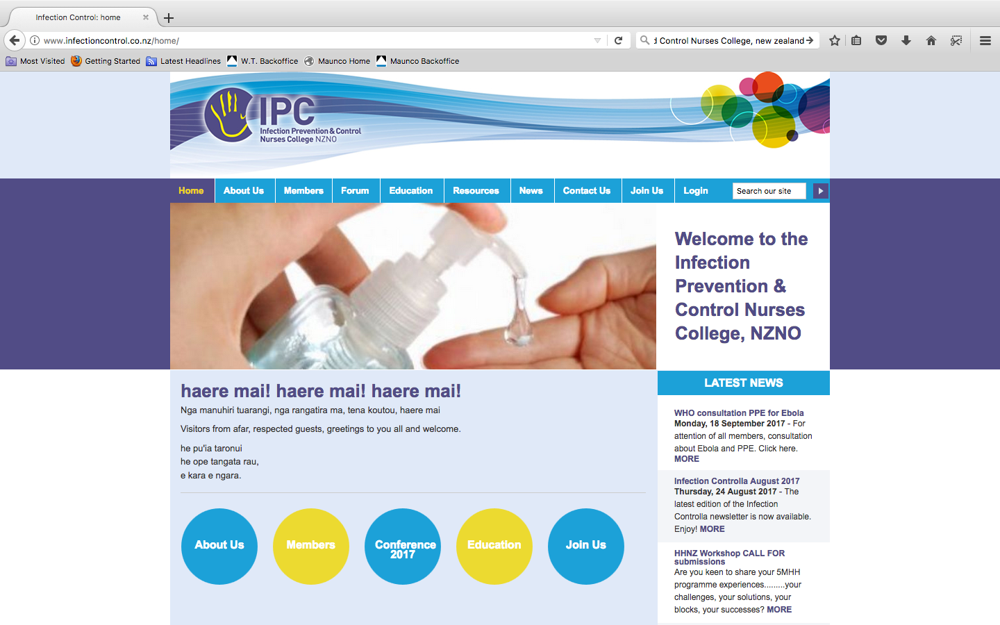 Infection Control: home
www.infectioncontrol.co.nz/home/
Control Nurses College, new zealand
Most Visited
Getting Started
Latest Headlines
W.T. Backoffice
Maunco Home
Maunco Backoffice
IPC
Infection Prevention & Control
Nurses College NZNO
Home
About Us
Members
Forum
Education
Resources
News
Contact Us
Join Us
Login
Search our site
Welcome to the
Infection
Prevention &
Control Nurses
College, NZNO
haere mai! haere mai! haere mai!
Nga manuhiri tuarangi, nga rangatira ma, tena koutou, haere mai
Visitors from afar, respected guests, greetings to you all and welcome.
he pu'ia taronui
he ope tangata rau,
e kara e ngara.
About Us
Members
Conference
2017
Education
Join Us
LATEST NEWS
WHO consultation PPE for Ebola
Monday, 18 September 2017 - For
attention of all members, consultation
about Ebola and PPE. Click here.
MORE
Infection Controlla August 2017
Thursday, 24 August 2017 - The
latest edition of the Infection
Controlla newsletter is now available.
Enjoy! MORE
HHNZ Workshop CALL FOR
submissions
Are you keen to share your 5MHH
programme experiences.........your
challenges, your solutions, your
blocks, your successes? MORE